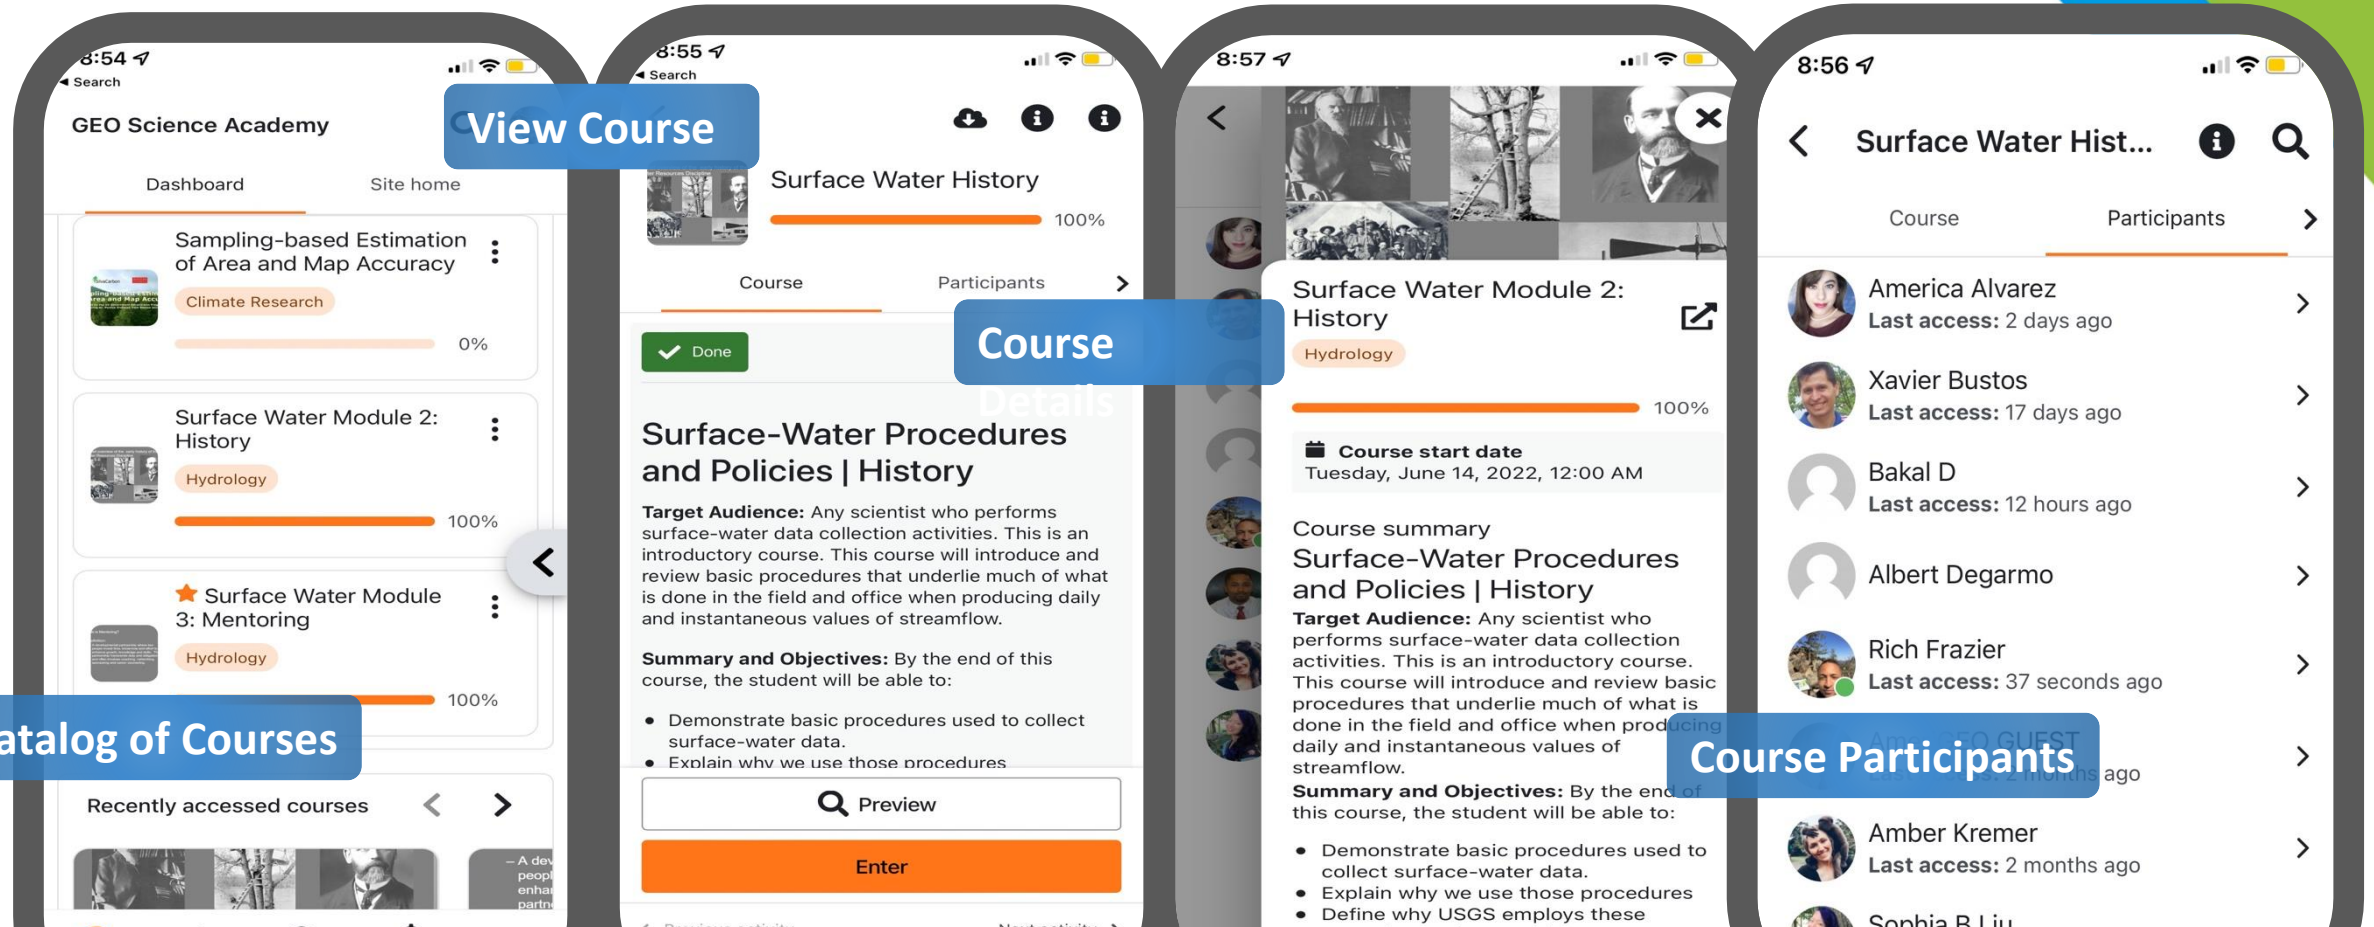 8:54
Search
GEO Science Academy
Dashboard
Site home
Sampling-based Estimation
of Area and Map Accuracy
Climate Research
0%
Surface Water Module 2:
History
Hydrology
100%
Surface Water Module
3: Mentoring
Hydrology
100%
atalog of Courses
Recently accessed courses
– A dev
peopl
enhar
partn
View Course
8:55
Search
Surface Water History
100%
Course
Participants
Done
Course
Details
Surface-Water Procedures
and Policies | History
Target Audience: Any scientist who performs
surface-water data collection activities. This is an
introductory course. This course will introduce and
review basic procedures that underlie much of what
is done in the field and office when producing daily
and instantaneous values of streamflow.
Summary and Objectives: By the end of this
course, the student will be able to:
• Demonstrate basic procedures used to collect
surface-water data.
• Explain why we use those procedures
Preview
Enter
Previous activity
Next activity
8:57
Surface Water Module 2:
History
Hydrology
100%
Course start date
Tuesday, June 14, 2022, 12:00 AM
Course summary
Surface-Water Procedures
and Policies | History
Target Audience: Any scientist who
performs surface-water data collection
activities. This is an introductory course.
This course will introduce and review basic
procedures that underlie much of what is
done in the field and office when producing
daily and instantaneous values of
streamflow.
Summary and Objectives: By the end of
this course, the student will be able to:
• Demonstrate basic procedures used to
collect surface-water data.
• Explain why we use those procedures
• Define why USGS employs these
8:56
Surface Water Hist...
Course
Participants
America Alvarez
Last access: 2 days ago
Xavier Bustos
Last access: 17 days ago
Bakal D
Last access: 12 hours ago
Albert Degarmo
Rich Frazier
Last access: 37 seconds ago
GEO GUEST
Course Participants
Last access: 2 months ago
Amber Kremer
Last access: 2 months ago
Sophia B Liu